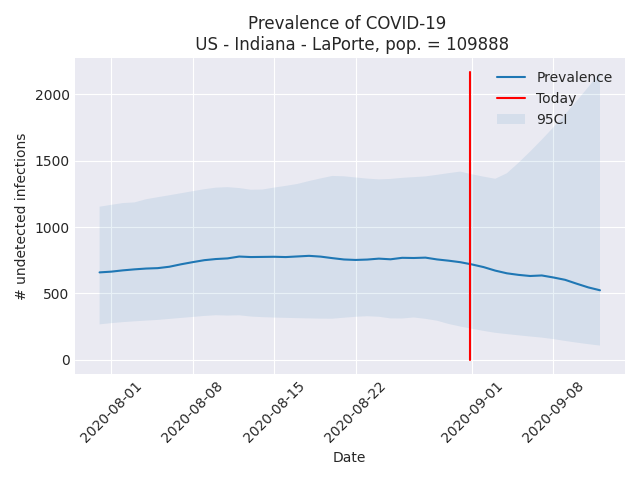 Prevalence of COVID-19
US - Indiana - LaPorte, pop. = 109888
Prevalence
Today
95CI
2000
1500
1000
500
0
# undetected infections
2020-08-01
2020-08-08
2020-08-15
2020-08-22
2020-09-01
2020-09-08
Date